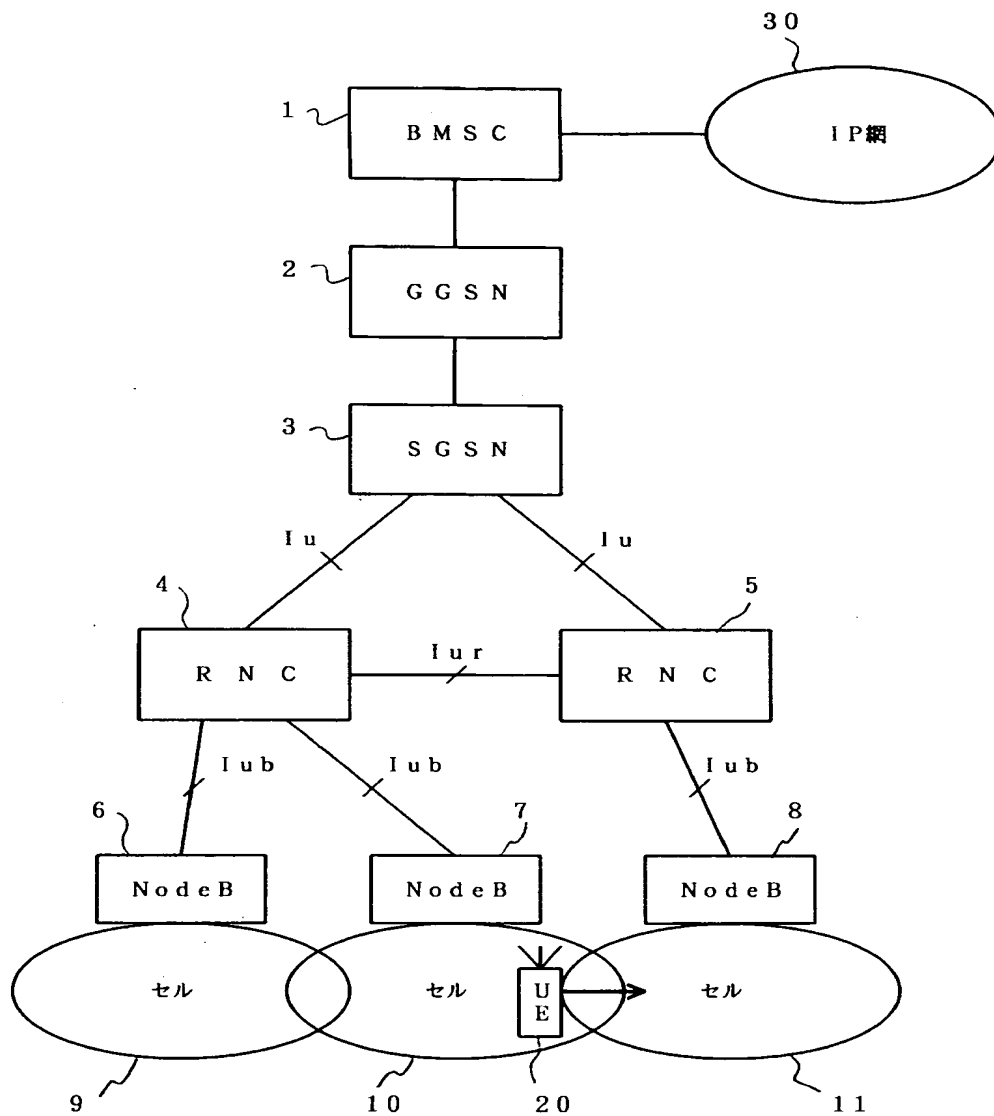 30
1
BMSC
IP網
2
GGSN
3
SGSN
Iu
Iu
4
5
RNC
Iur
RNC
Iub
Iub
Iub
6
7
8
NodeB
NodeB
NodeB
セル
セル
UE
セル
9
10
20
11